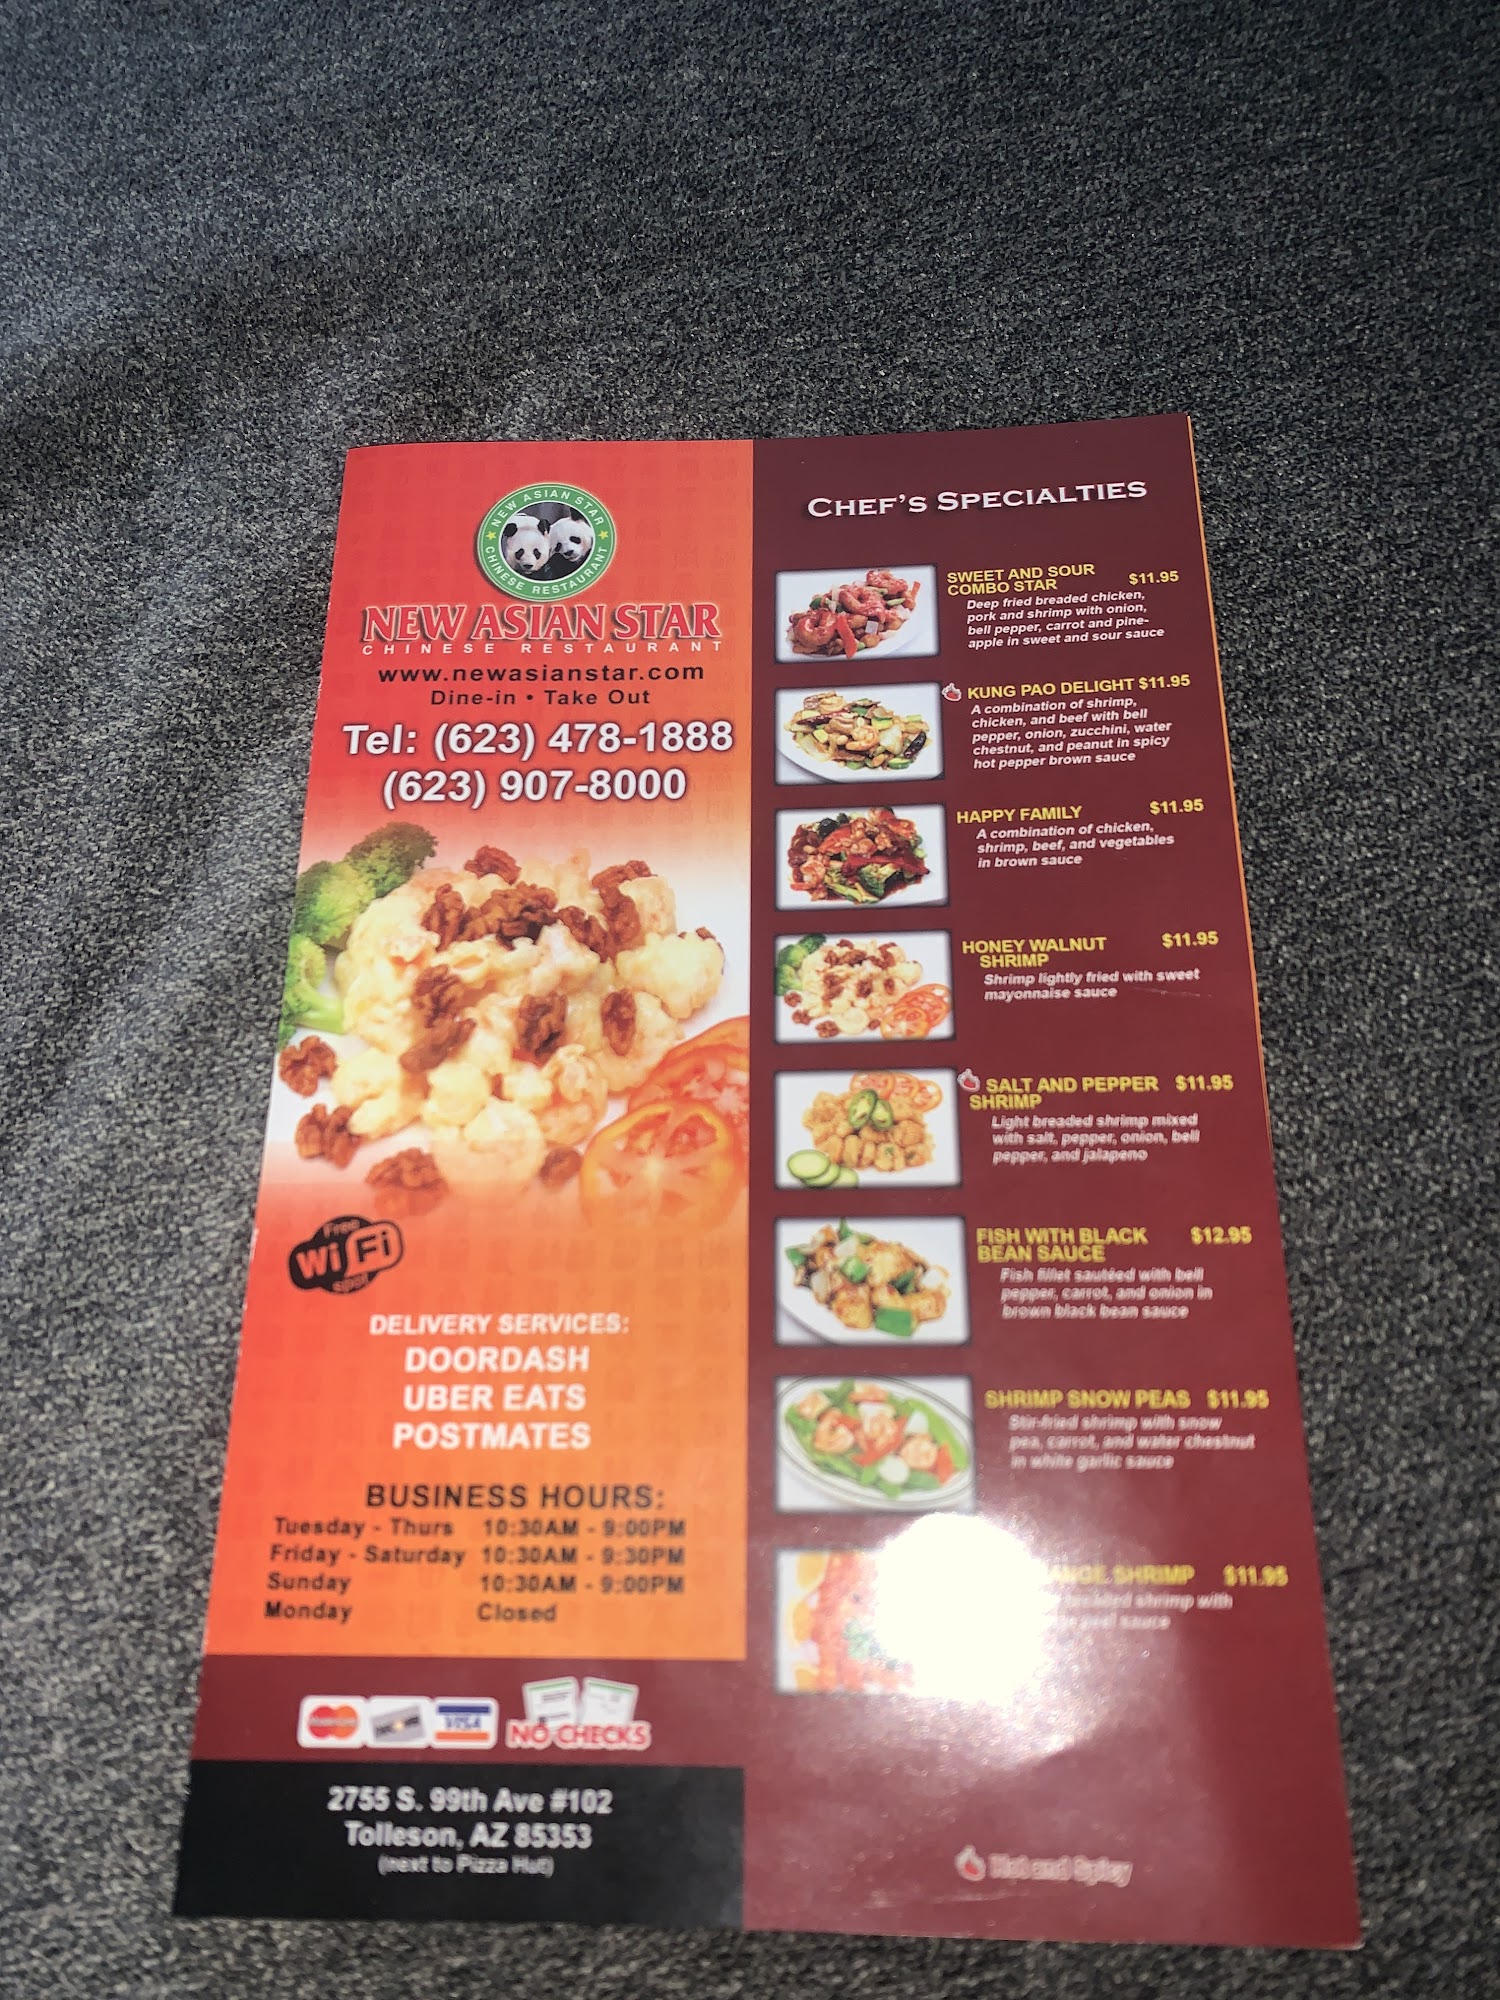 NEW ASIAN STAR
CHINESE RESTAURANT
NEW ASIAN STAR
CHINESE RESTAURANT
www.newasianstar.com
Dine-in • Take Out
Tel: (623) 478-1888
(623) 907-8000
Free
Wi Fi
spot
DELIVERY SERVICES:
DOORDASH
UBER EATS
POSTMATES
BUSINESS HOURS:
Tuesday - Thurs 10:30AM - 9:00PM
Friday - Saturday 10:30AM - 9:30PM
Sunday 10:30AM - 9:00PM
Monday Closed
VISA
NO CHECKS
2755 S. 99th Ave #102
Tolleson, AZ 85353
(next to Pizza Hut)
CHEF'S SPECIALTIES
SWEET AND SOUR
COMBO STAR $11.95
Deep fried breaded chicken,
pork and shrimp with onion,
bell pepper, carrot and pine-
apple in sweet and sour sauce
KUNG PAO DELIGHT $11.95
A combination of shrimp,
chicken, and beef with bell
pepper, onion, zucchini, water
chestnut, and peanut in spicy
hot pepper brown sauce
HAPPY FAMILY $11.95
A combination of chicken,
shrimp, beef, and vegetables
in brown sauce
HONEY WALNUT $11.95
SHRIMP
Shrimp lightly fried with sweet
mayonnaise sauce
SALT AND PEPPER $11.95
SHRIMP
Light breaded shrimp mixed
with salt, pepper, onion, bell
pepper, and jalapeno
FISH WITH BLACK $12.95
BEAN SAUCE
Fish fillet sautéed with bell
pepper, carrot, and onion in
brown black bean sauce
SHRIMP SNOW PEAS $11.95
Stir-fried shrimp with snow
pea, carrot, and water chestnut
in white garlic sauce
SHRIMP $11.95
shrimp with
peel sauce
Hot and Spicy